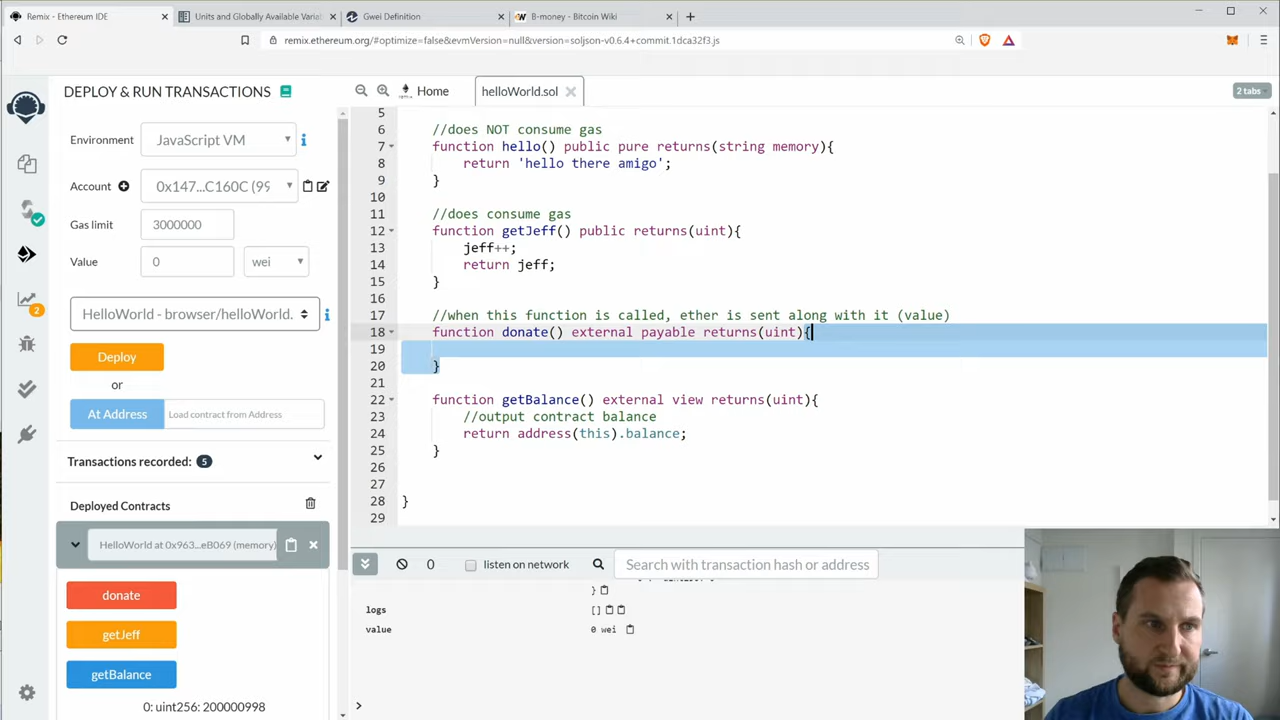 Remix - Ethereum IDE
Units and Globally Available Varial
Gwei Definition
B-money - Bitcoin Wiki
remix.ethereum.org/#optimize=false&evmVersion=null&version=soljson-v0.6.4+commit.1dca32f3.js
DEPLOY & RUN TRANSACTIONS
Home
helloWorld.sol
2 tabs
Environment
JavaScript VM
Account
0x147...C160C (99
Gas limit
3000000
Value
0
wei
HelloWorld - browser/helloWorld.
Deploy
or
At Address
Load contract from Address
Transactions recorded: 5
Deployed Contracts
HelloWorld at 0x963...eB069 (memory)
donate
getJeff
getBalance
0: uint256: 200000998
2
5
6 //does NOT consume gas
7 function hello() public pure returns(string memory){
8 return 'hello there amigo';
9 }
10
11 //does consume gas
12 function getJeff() public returns(uint){
13 jeff++;
14 return jeff;
15 }
16
17 //when this function is called, ether is sent along with it (value)
18 function donate() external payable returns(uint){
19
20 }
21
22 function getBalance() external view returns(uint){
23 //output contract balance
24 return address(this).balance;
25 }
26
27
28 }
29
0
listen on network
Search with transaction hash or address
}
logs
[]
value
0 wei
>